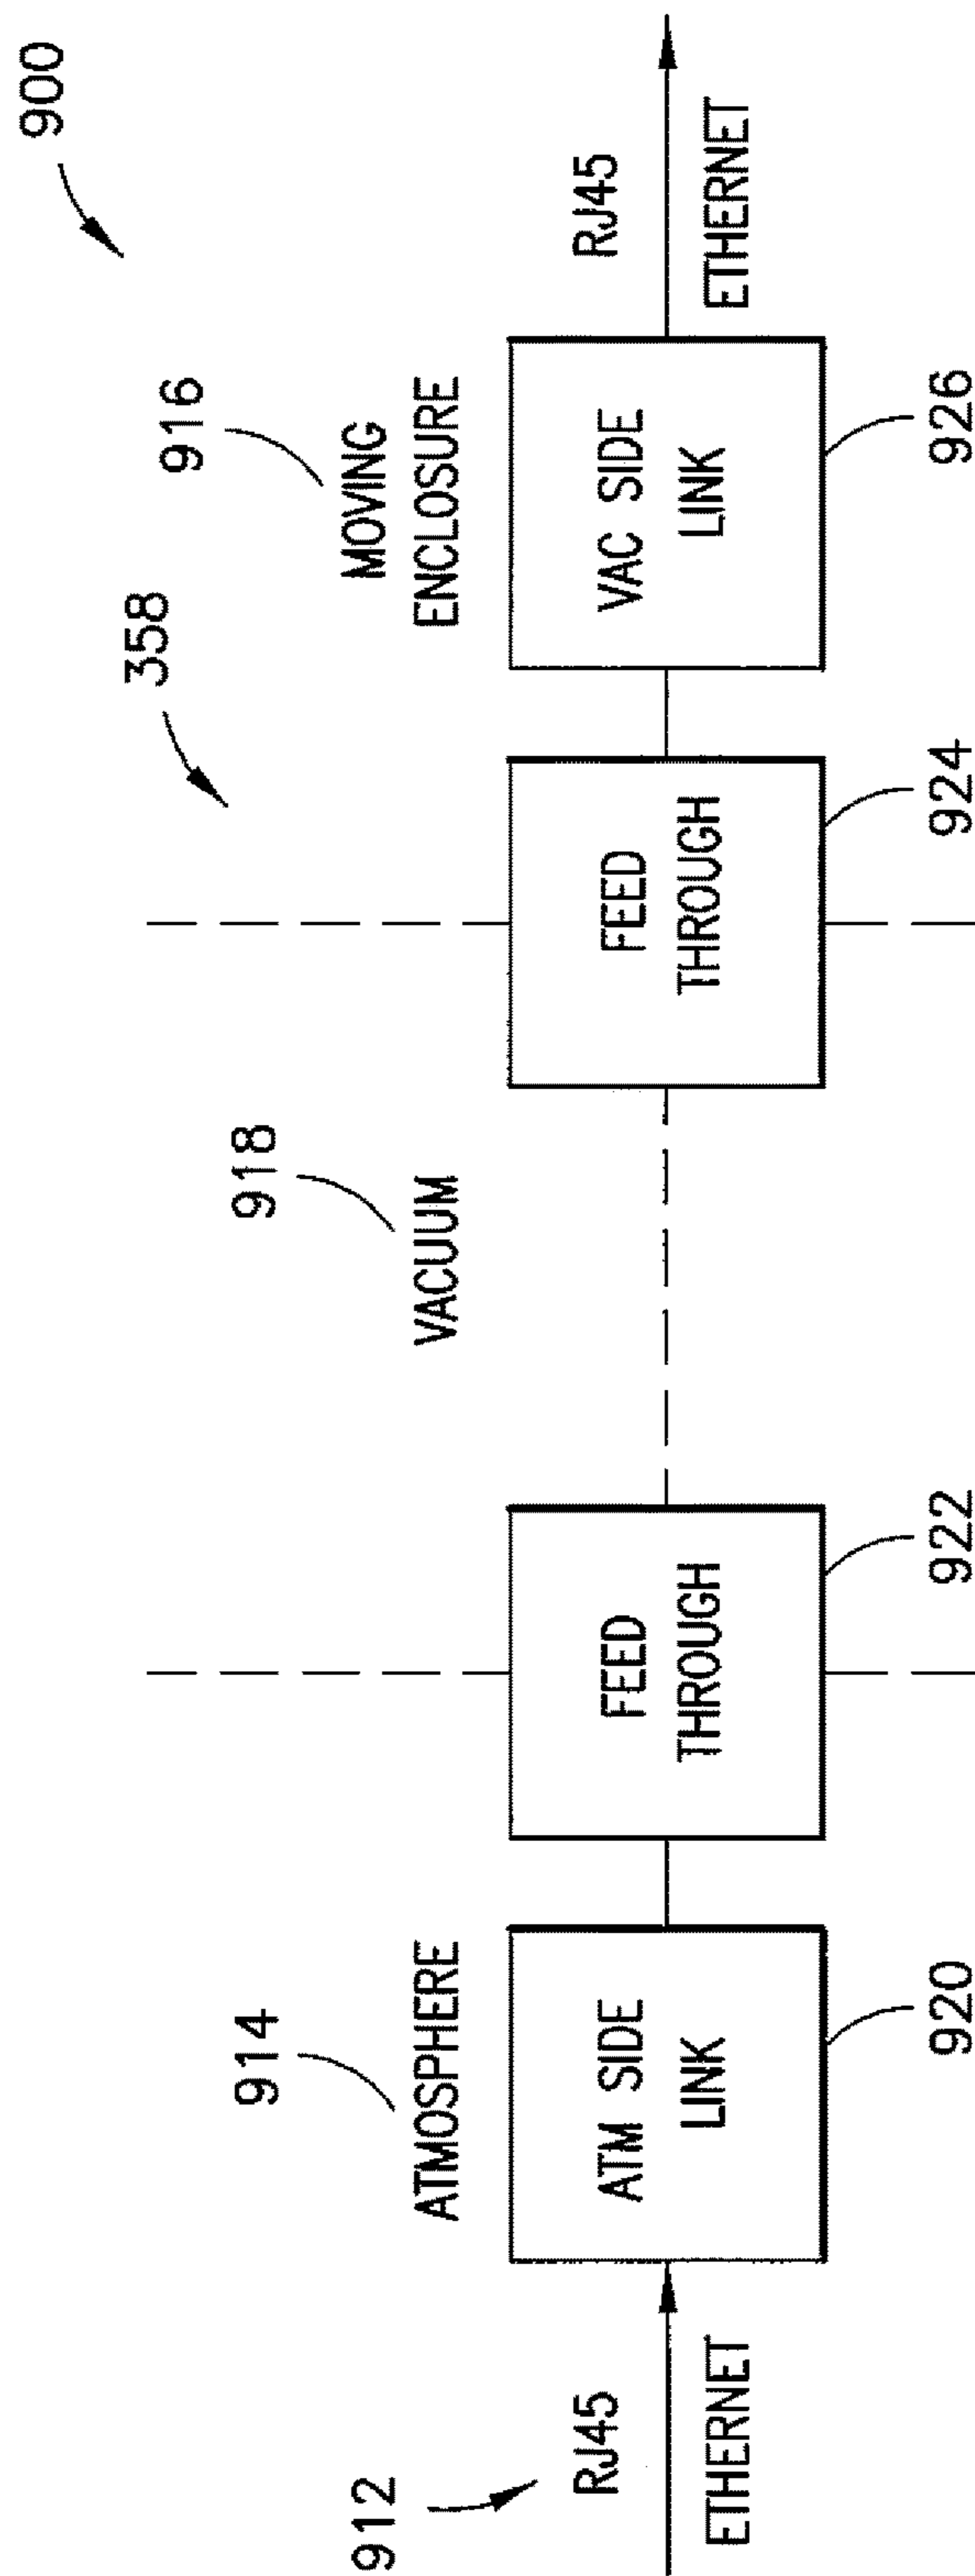 900
358
916
MOVING
ENCLOSURE
918
VACUUM
914
ATMOSPHERE
912
RJ45
ETHERNET
ATM SIDE
LINK
920
FEED
THROUGH
922
FEED
THROUGH
924
VAC SIDE
LINK
926
RJ45
ETHERNET